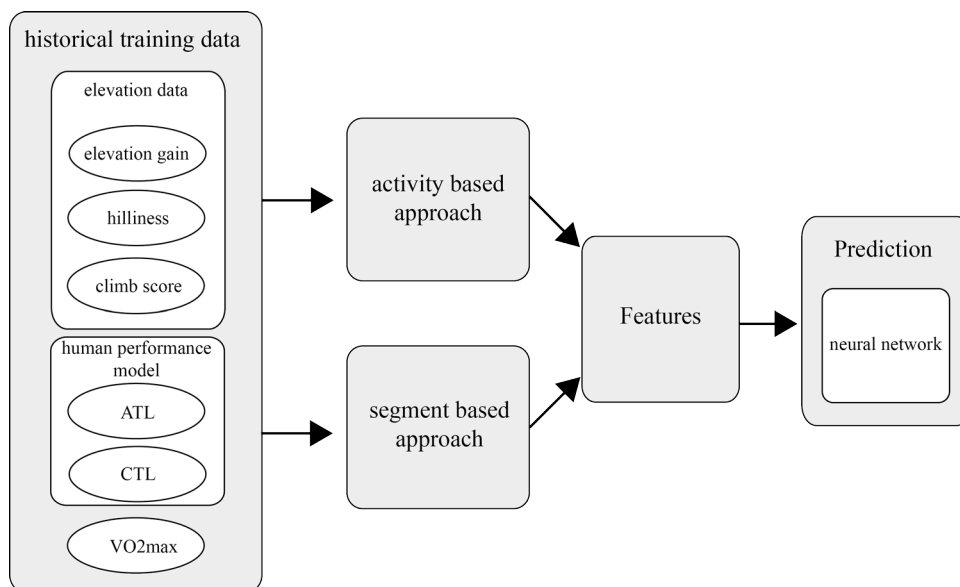 historical training data
elevation data
elevation gain
hilliness
climb score
human performance
model
ATL
CTL
VO2max
activity based
approach
segment based
approach
Features
Prediction
neural network